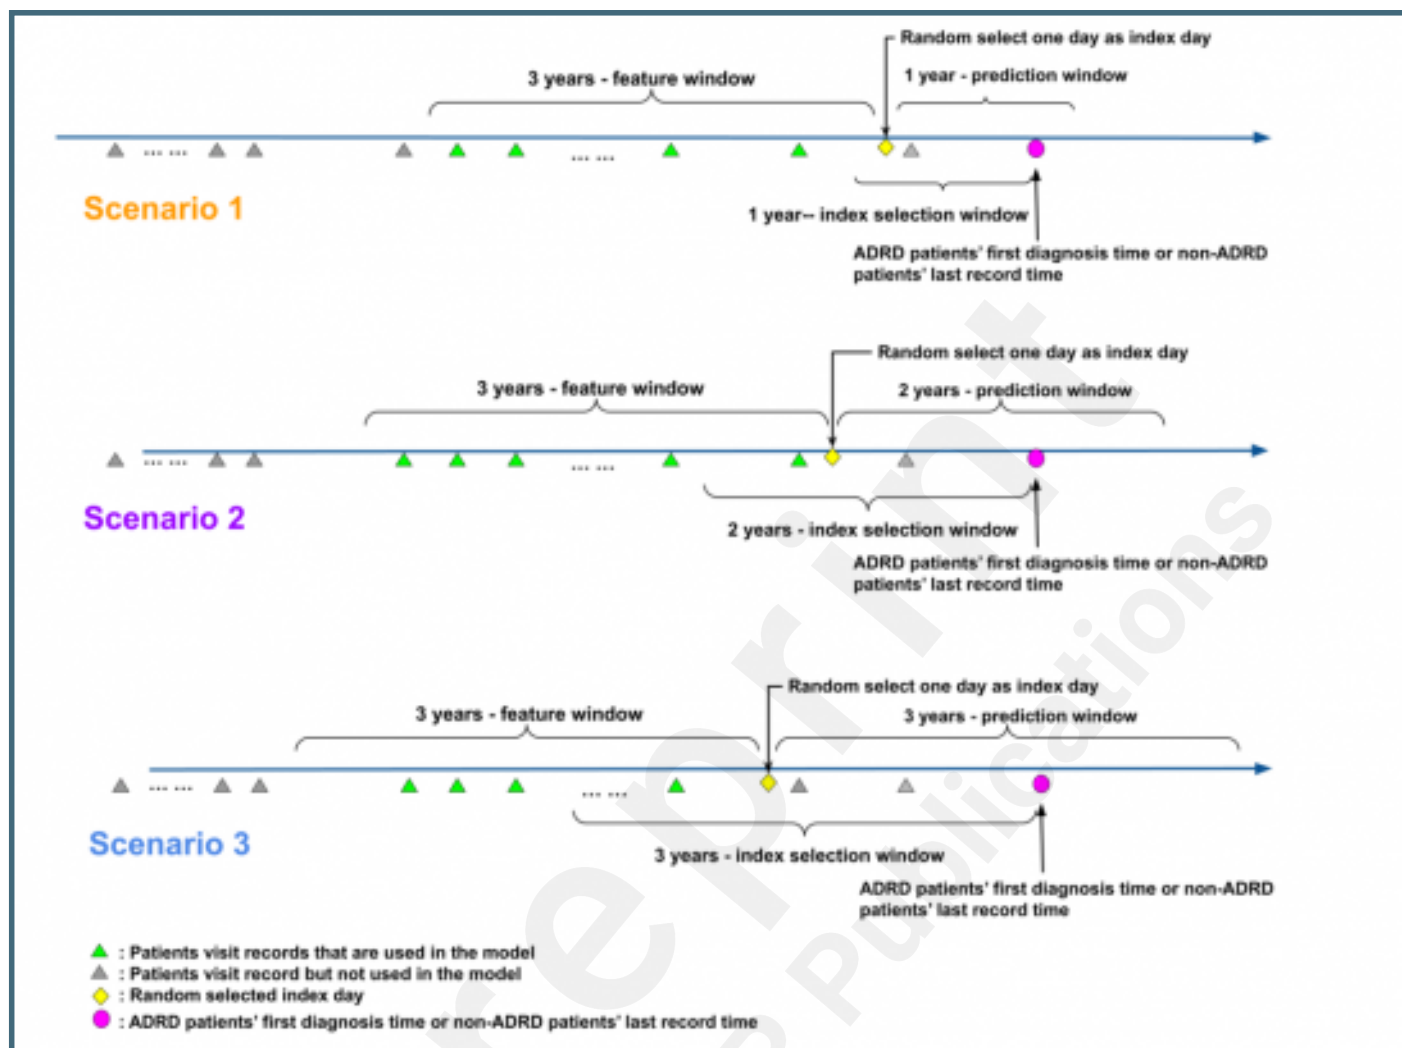 Random select one day as index day
3 years - feature window
1 year - prediction window
... ...
... ...
Scenario 1
1 year-- index selection window
ADRD patients' first diagnosis time or non-ADRD
patients' last record time
Random select one day as index day
3 years - feature window
2 years - prediction window
... ...
... ...
Scenario 2
2 years - index selection window
ADRD patients' first diagnosis time or non-ADRD
patients' last record time
Random select one day as index day
3 years - feature window
3 years - prediction window
... ...
... ...
Scenario 3
3 years - index selection window
ADRD patients' first diagnosis time or non-ADRD
patients' last record time
: Patients visit records that are used in the model
: Patients visit record but not used in the model
: Random selected index day
: ADRD patients' first diagnosis time or non-ADRD patients' last record time
reprint
Publications